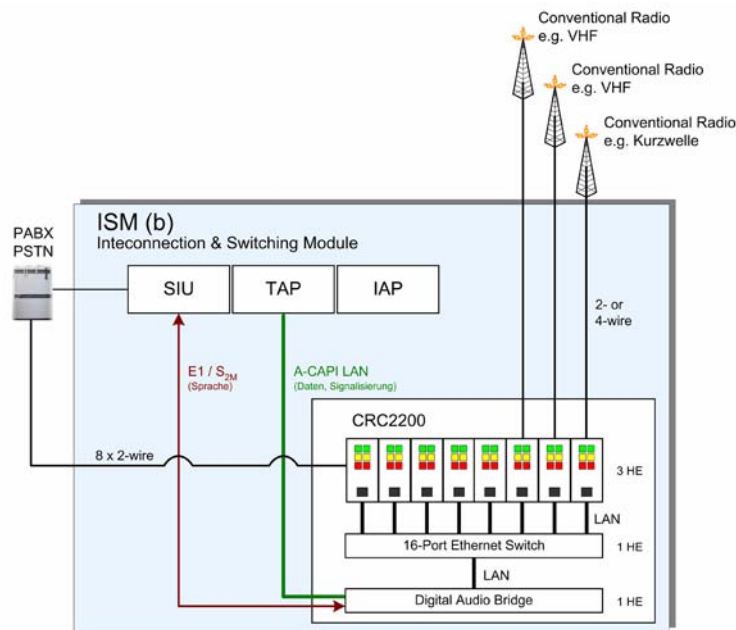 Conventional Radio
e.g. VHF
Conventional Radio
e.g. VHF
Conventional Radio
e.g. Kurzwelle
PABX
PSTN
ISM (b)
Inteconnection & Switching Module
SIU
TAP
IAP
2- or
4-wire
E1 / S2M
(Sprache)
A-CAPI LAN
(Daten, Signalisierung)
CRC2200
8 x 2-wire
3 HE
LAN
16-Port Ethernet Switch
1 HE
LAN
Digital Audio Bridge
1 HE